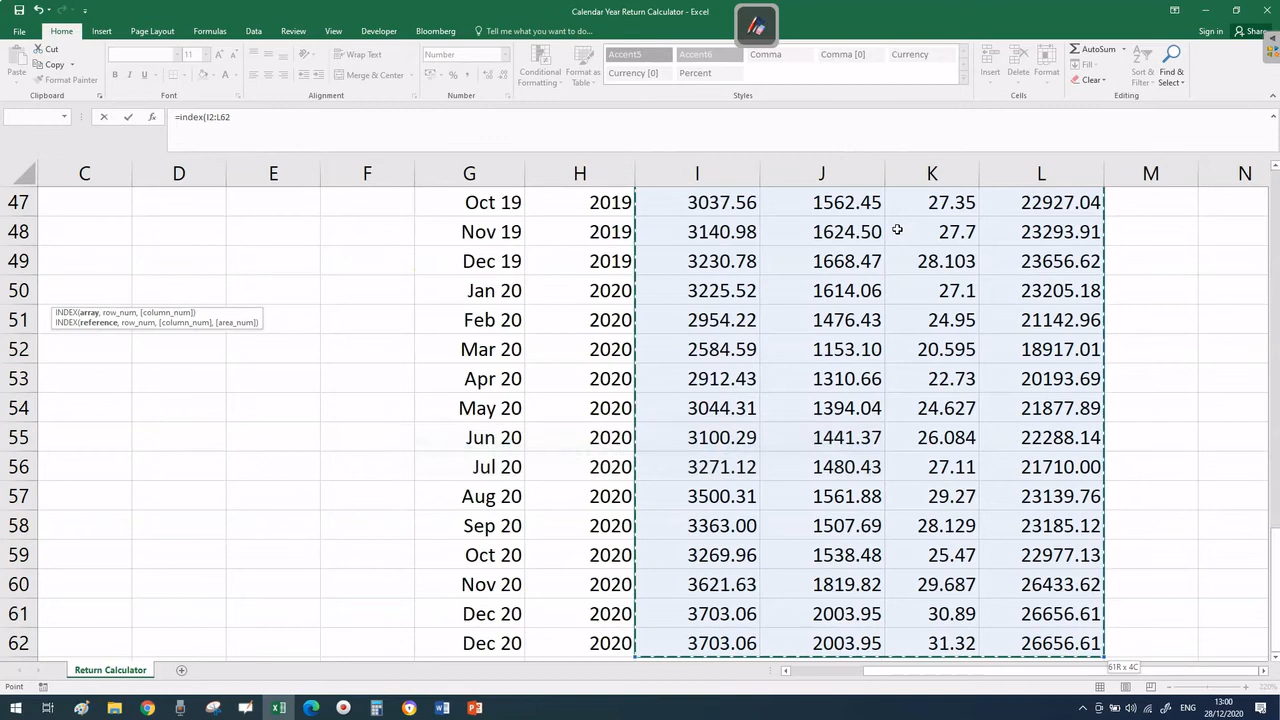 Calendar Year Return Calculator - Excel
Sign in
Share
File Home Insert Page Layout Formulas Data Review View Developer Bloomberg Tell me what you want to do...
Cut
Copy
Format Painter
Paste
Clipboard
11
Font
Wrap Text
Merge & Center
Alignment
Number
Number
Conditional Formatting
Format as Table
Accent5 Accent6 Comma Comma [0] Currency
Currency [0] Percent
Styles
Insert Delete Format
Cells
AutoSum
Fill
Clear
Sort & Filter
Find & Select
Editing
=index(I2:L62
C D E F G H I J K L M N
47 Oct 19 2019 3037.56 1562.45 27.35 22927.04
48 Nov 19 2019 3140.98 1624.50 27.7 23293.91
49 Dec 19 2019 3230.78 1668.47 28.103 23656.62
50 Jan 20 2020 3225.52 1614.06 27.1 23205.18
INDEX(array, row_num, [column_num])
INDEX(reference, row_num, [column_num], [area_num])
51 Feb 20 2020 2954.22 1476.43 24.95 21142.96
52 Mar 20 2020 2584.59 1153.10 20.595 18917.01
53 Apr 20 2020 2912.43 1310.66 22.73 20193.69
54 May 20 2020 3044.31 1394.04 24.627 21877.89
55 Jun 20 2020 3100.29 1441.37 26.084 22288.14
56 Jul 20 2020 3271.12 1480.43 27.11 21710.00
57 Aug 20 2020 3500.31 1561.88 29.27 23139.76
58 Sep 20 2020 3363.00 1507.69 28.129 23185.12
59 Oct 20 2020 3269.96 1538.48 25.47 22977.13
60 Nov 20 2020 3621.63 1819.82 29.687 26433.62
61 Dec 20 2020 3703.06 2003.95 30.89 26656.61
62 Dec 20 2020 3703.06 2003.95 31.32 26656.61
61R x 4C
Return Calculator
Point
220%
ENG
13:00
28/12/2020